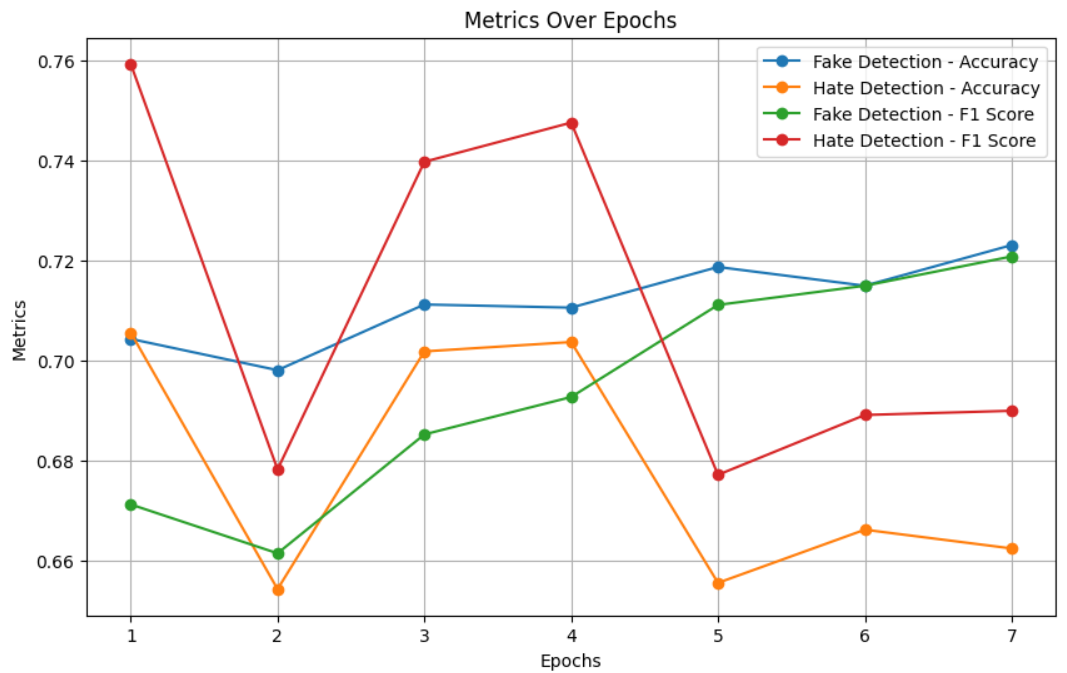 Metrics Over Epochs
Fake Detection - Accuracy
Hate Detection - Accuracy
Fake Detection - F1 Score
Hate Detection - F1 Score
0.76
0.74
0.72
0.70
0.68
0.66
Metrics
1 2 3 4 5 6 7
Epochs